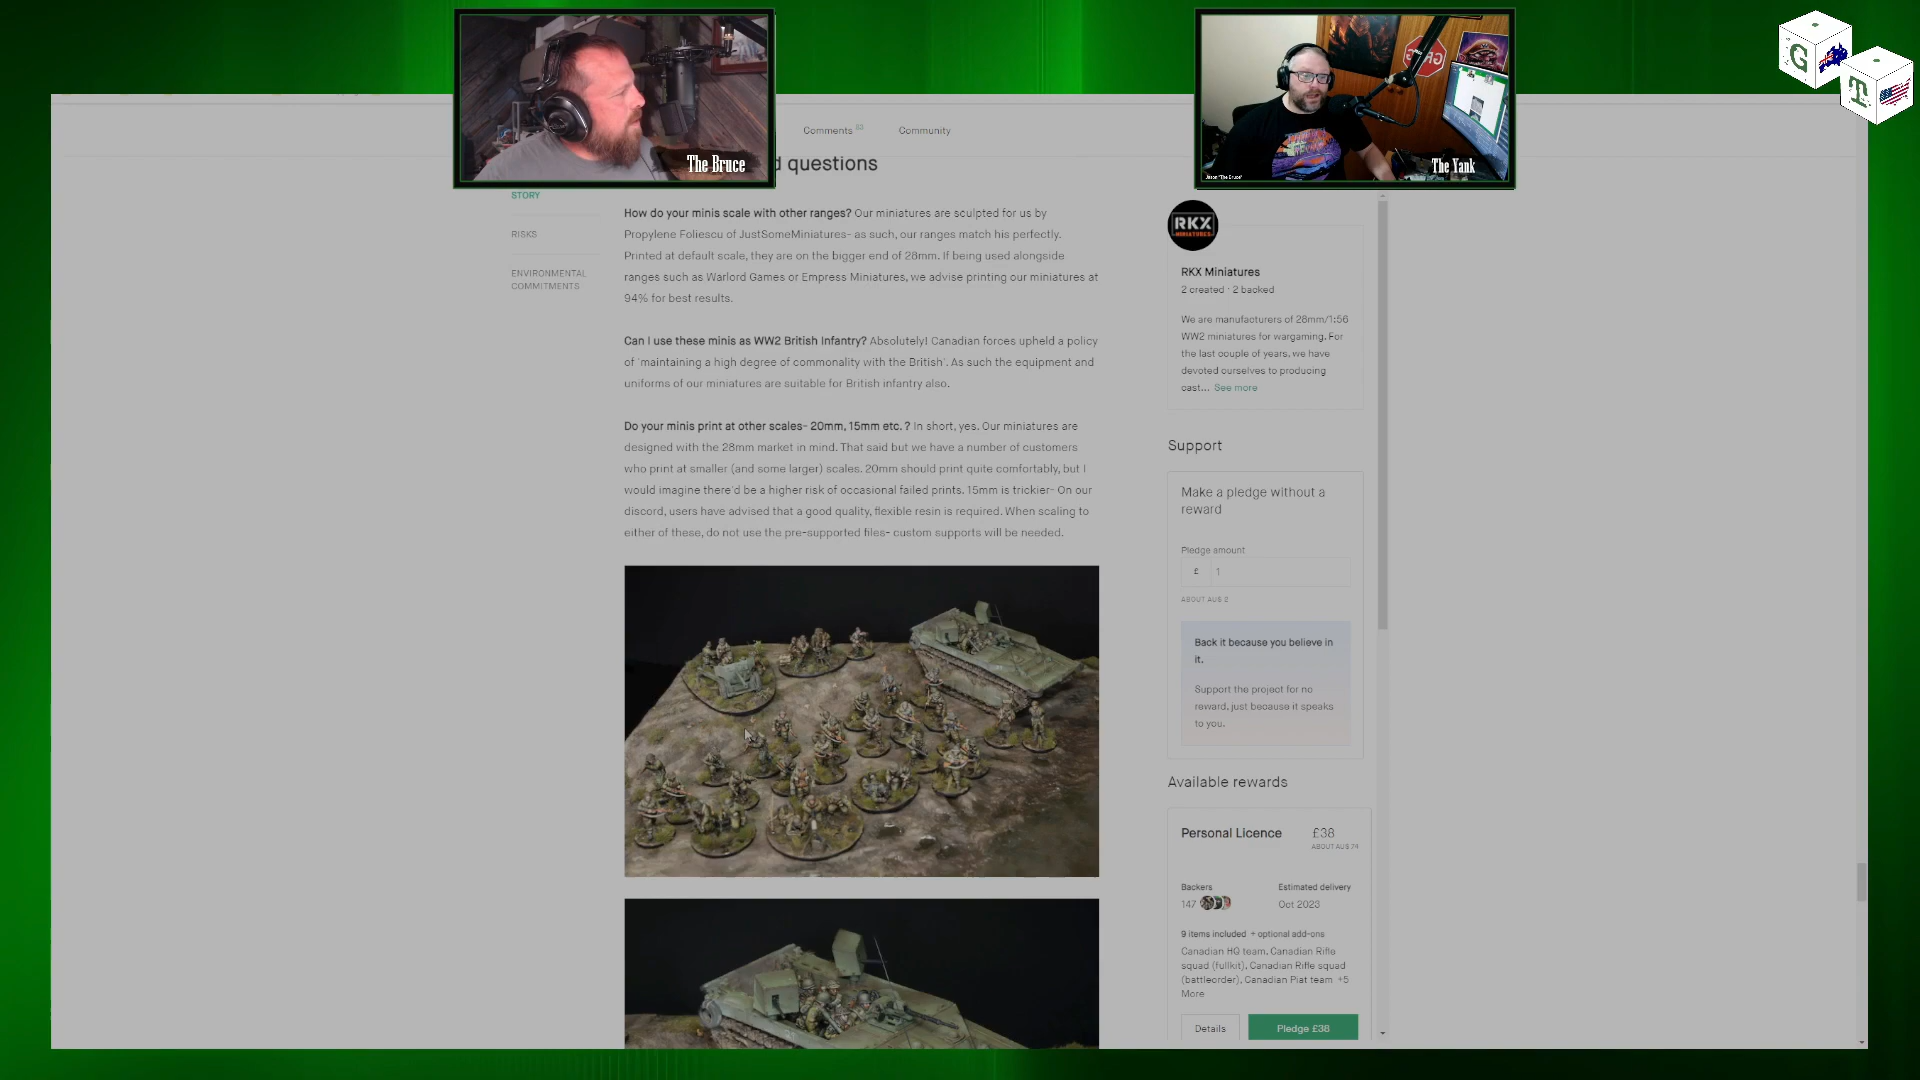 The Bruce
The Yank
Jason "The Bruce"
G
T
Comments
Community
d questions
STORY
RISKS
ENVIRONMENTAL
COMMITMENTS
How do your minis scale with other ranges? Our miniatures are sculpted for us by
Propylene Foliescu of JustSomeMiniatures- as such, our ranges match his perfectly.
Printed at default scale, they are on the bigger end of 28mm. If being used alongside
ranges such as Warlord Games or Empress Miniatures, we advise printing our miniatures at
94% for best results.
Can I use these minis as WW2 British Infantry? Absolutely! Canadian forces upheld a policy
of 'maintaining a high degree of commonality with the British'. As such the equipment and
uniforms of our miniatures are suitable for British infantry also.
Do your minis print at other scales- 20mm, 15mm etc. ? In short, yes. Our miniatures are
designed with the 28mm market in mind. That said but we have a number of customers
who print at smaller (and some larger) scales. 20mm should print quite comfortably, but I
would imagine there'd be a higher risk of occasional failed prints. 15mm is trickier- On our
discord, users have advised that a good quality, flexible resin is required. When scaling to
either of these, do not use the pre-supported files- custom supports will be needed.
RKX
MINIATURES
RKX Miniatures
2 created · 2 backed
We are manufacturers of 28mm/1:56
WW2 miniatures for wargaming. For
the last couple of years, we have
devoted ourselves to producing
cast... See more
Support
Make a pledge without a
reward
Pledge amount
£ 1
ABOUT AU$ 2
Back it because you believe in
it.
Support the project for no
reward, just because it speaks
to you.
Available rewards
Personal Licence £38
ABOUT AU$ 74
Backers Estimated delivery
147 Oct 2023
9 items included + optional add-ons
Canadian HQ team, Canadian Rifle
squad (fullkit), Canadian Rifle squad
(battleorder), Canadian Piat team +5
More
Details Pledge £38